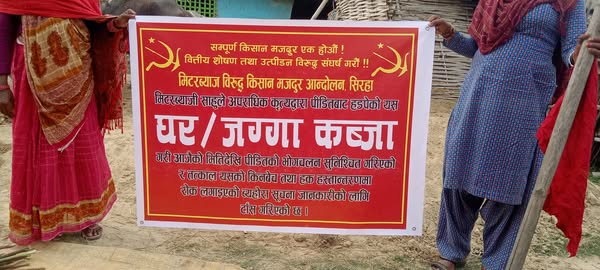 सम्पूर्ण किसान मजदूर एक होऔं !
वित्तीय शोषण तथा उत्पीडन विरुद्ध संघर्ष गरौं !!
मिटरब्याज विरुद्ध किसान मजदुर आन्दोलन, सिरहा
मिटरब्याजी साहुले अपराधिक कृत्यद्वारा पीडितबाट हडपेको यस
घर/जग्गा कब्जा
गरी आजैको मितिदेखि पीडितको भोगचलन सुनिश्चित गरिएको
र तत्काल यसको किनबेच तथा हक हस्तान्तरणमा
रोक लगाइएको व्यहोरा सूचना जानकारीको लागि
टाँस गरिएको छ ।